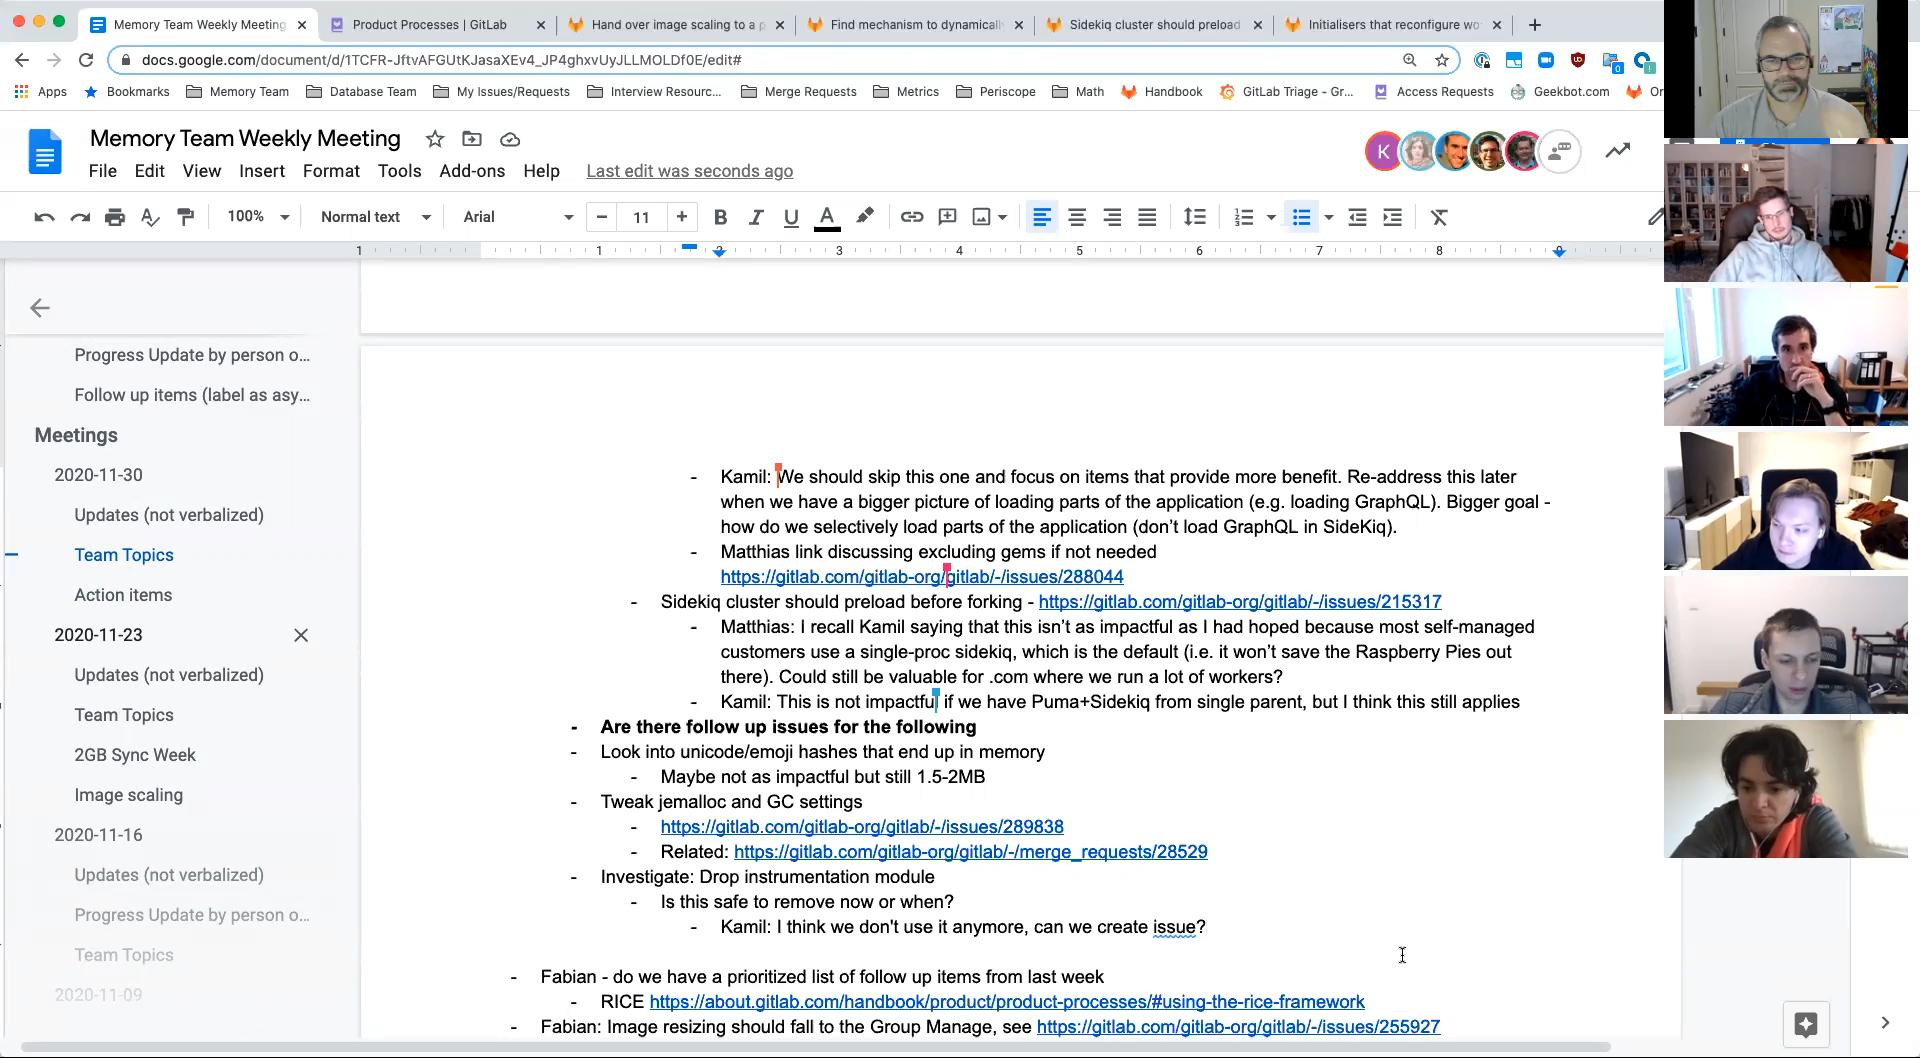 Memory Team Weekly Meeting
Product Processes | GitLab
Hand over image scaling to a p
Find mechanism to dynamically
Sidekiq cluster should preload
Initialisers that reconfigure wo
docs.google.com/document/d/1TCFR-JftvAFGUtKJasaXEv4_JP4ghxvUyJLLMOLDf0E/edit#
Apps
Bookmarks
Memory Team
Database Team
My Issues/Requests
Interview Resourc...
Merge Requests
Metrics
Periscope
Math
Handbook
GitLab Triage - Gr...
Access Requests
Geekbot.com
Or
Memory Team Weekly Meeting
K
File Edit View Insert Format Tools Add-ons Help Last edit was seconds ago
100% Normal text Arial 11 B I U A
1 1 2 3 4 5 6 7 8 9
Progress Update by person o...
Follow up items (label as asy...
Meetings
2020-11-30
Updates (not verbalized)
Team Topics
Action items
2020-11-23
Updates (not verbalized)
Team Topics
2GB Sync Week
Image scaling
2020-11-16
Updates (not verbalized)
Progress Update by person o...
Team Topics
2020-11-09
- Kamil: We should skip this one and focus on items that provide more benefit. Re-address this later
when we have a bigger picture of loading parts of the application (e.g. loading GraphQL). Bigger goal -
how do we selectively load parts of the application (don't load GraphQL in SideKiq).
- Matthias link discussing excluding gems if not needed
https://gitlab.com/gitlab-org/gitlab/-/issues/288044
- Sidekiq cluster should preload before forking - https://gitlab.com/gitlab-org/gitlab/-/issues/215317
- Matthias: I recall Kamil saying that this isn't as impactful as I had hoped because most self-managed
customers use a single-proc sidekiq, which is the default (i.e. it won't save the Raspberry Pies out
there). Could still be valuable for .com where we run a lot of workers?
- Kamil: This is not impactful if we have Puma+Sidekiq from single parent, but I think this still applies
- Are there follow up issues for the following
- Look into unicode/emoji hashes that end up in memory
- Maybe not as impactful but still 1.5-2MB
- Tweak jemalloc and GC settings
- https://gitlab.com/gitlab-org/gitlab/-/issues/289838
- Related: https://gitlab.com/gitlab-org/gitlab/-/merge_requests/28529
- Investigate: Drop instrumentation module
- Is this safe to remove now or when?
- Kamil: I think we don't use it anymore, can we create issue?
- Fabian - do we have a prioritized list of follow up items from last week
- RICE https://about.gitlab.com/handbook/product/product-processes/#using-the-rice-framework
- Fabian: Image resizing should fall to the Group Manage, see https://gitlab.com/gitlab-org/gitlab/-/issues/255927